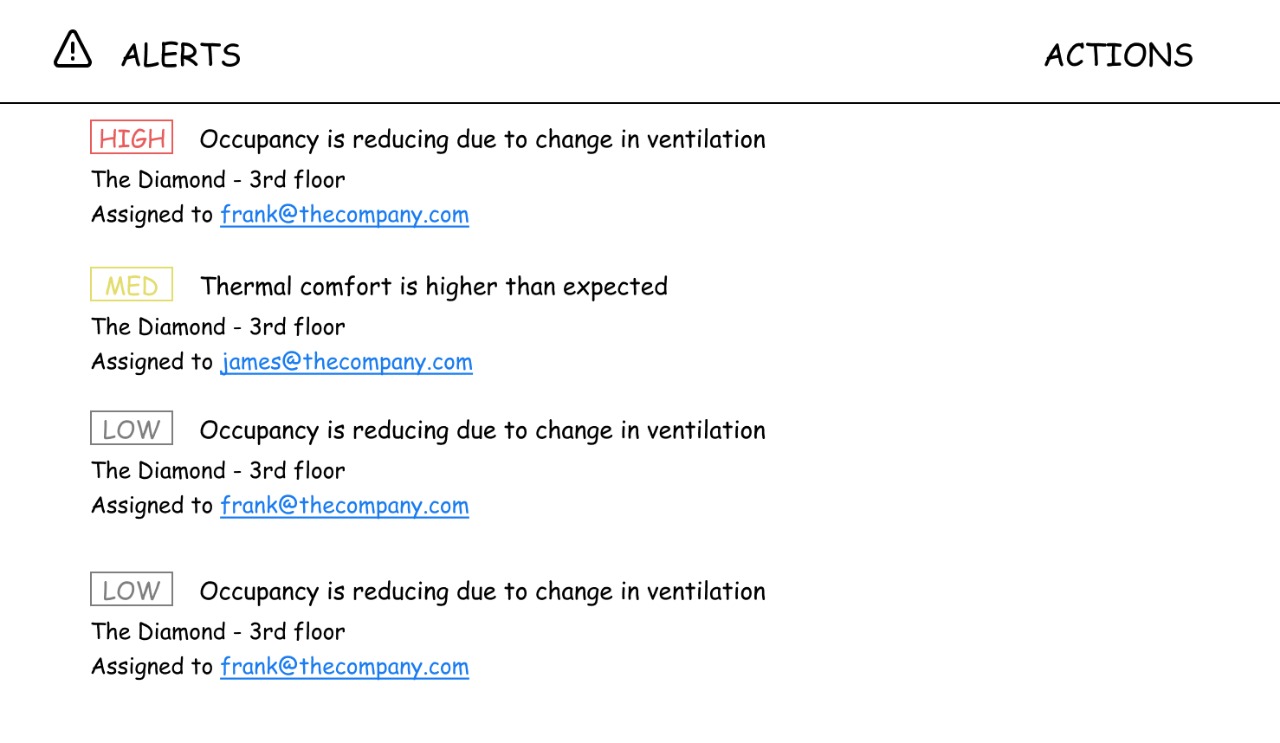 ALERTS ACTIONS
HIGH Occupancy is reducing due to change in ventilation
The Diamond - 3rd floor
Assigned to frank@thecompany.com
MED Thermal comfort is higher than expected
The Diamond - 3rd floor
Assigned to james@thecompany.com
LOW Occupancy is reducing due to change in ventilation
The Diamond - 3rd floor
Assigned to frank@thecompany.com
LOW Occupancy is reducing due to change in ventilation
The Diamond - 3rd floor
Assigned to frank@thecompany.com